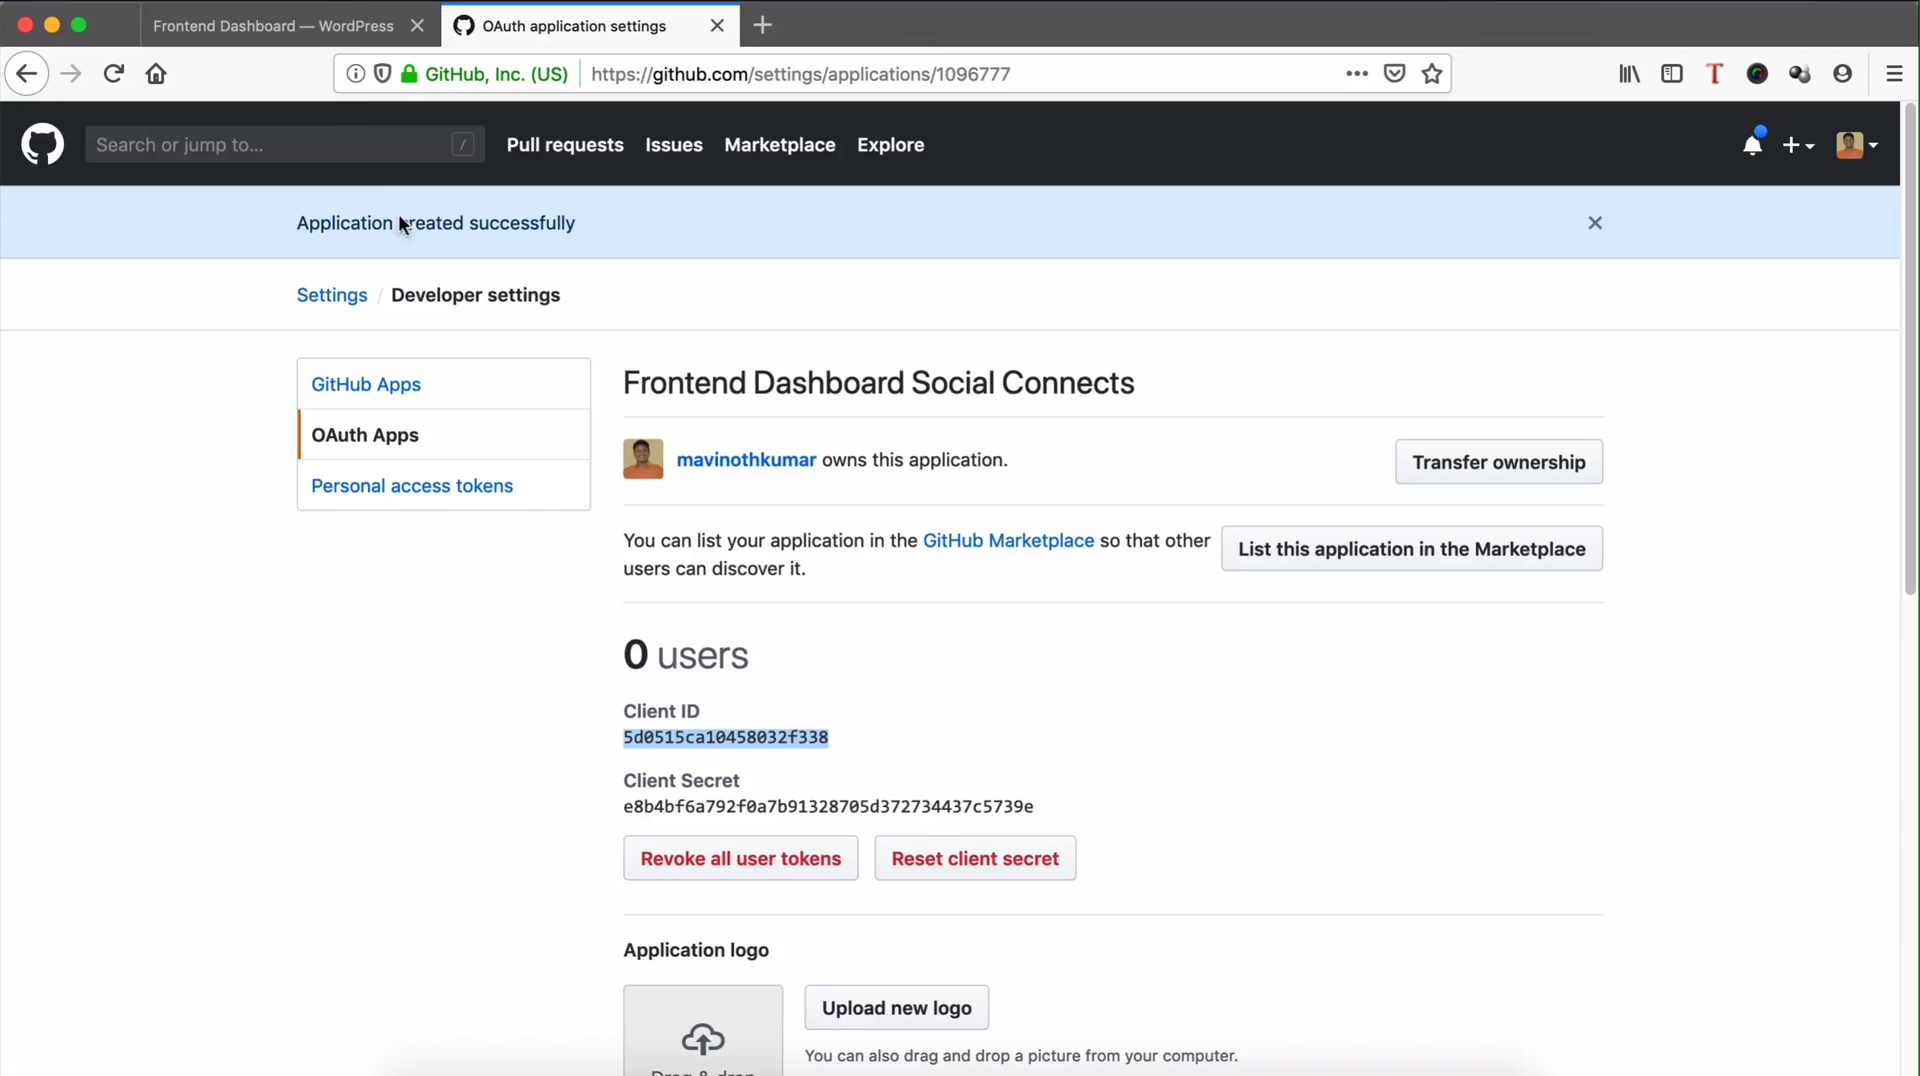 Frontend Dashboard — WordPress
OAuth application settings
GitHub, Inc. (US)
https://github.com/settings/applications/1096777
Search or jump to...
/
Pull requests
Issues
Marketplace
Explore
Application created successfully
Settings / Developer settings
GitHub Apps
OAuth Apps
Personal access tokens
Frontend Dashboard Social Connects
mavinothkumar owns this application.
Transfer ownership
You can list your application in the GitHub Marketplace so that other
users can discover it.
List this application in the Marketplace
0 users
Client ID
5d0515ca10458032f338
Client Secret
e8b4bf6a792f0a7b91328705d372734437c5739e
Revoke all user tokens
Reset client secret
Application logo
Upload new logo
You can also drag and drop a picture from your computer.
Drag & drop